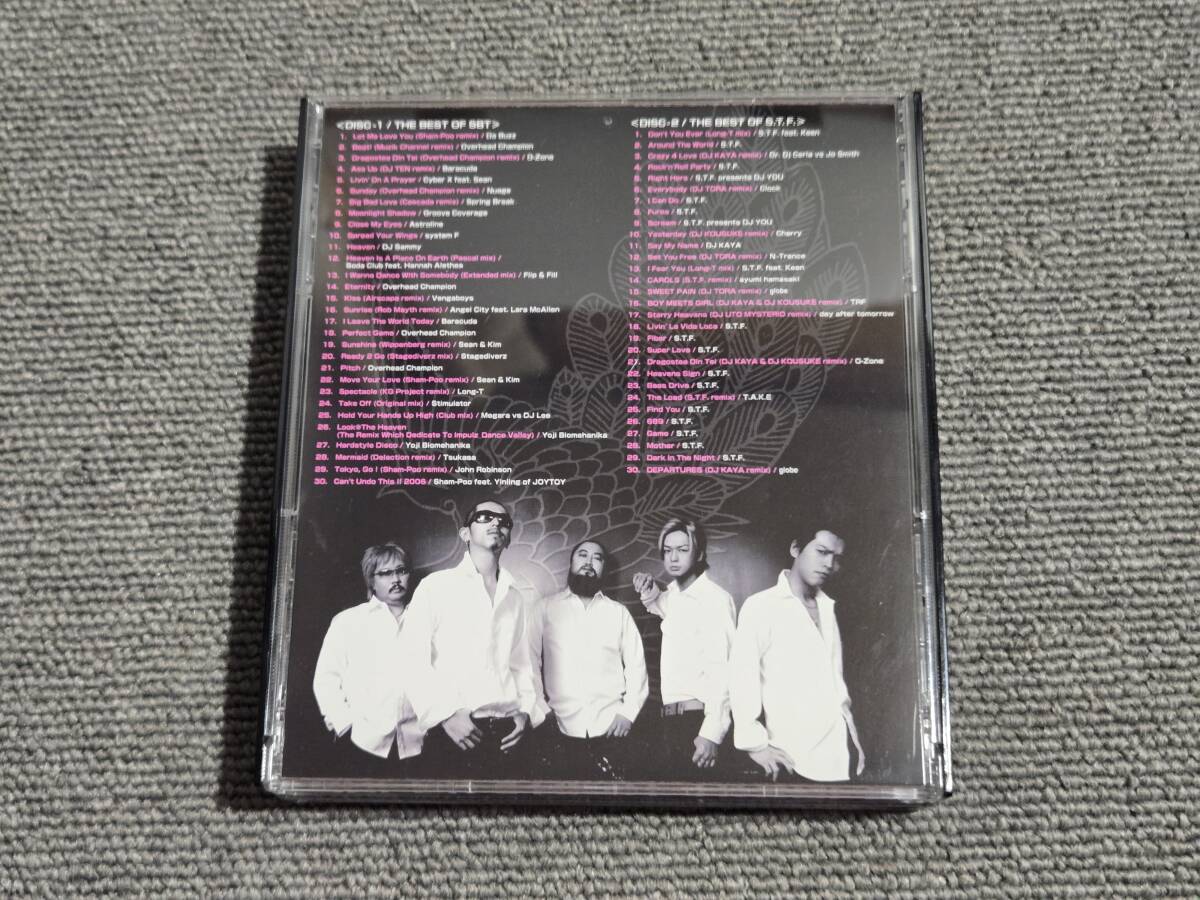 <DISC-1 / THE BEST OF SBT>
1. Let Me Love You (Sham-Poo remix) / Da Buzz
2. Beat! (Musik Channel remix) / Overhead Champion
3. Dragostea Din Tei (Overhead Champion remix) / O-Zone
4. Ass Up (DJ TEN remix) / Baracuda
5. Livin' On A Prayer / Cyber X feat. Sean
6. Sunday (Overhead Champion remix) / Nuage
7. Big Bad Love (Cascada remix) / Spring Break
8. Moonlight Shadow / Groove Coverage
9. Close My Eyes / Astroline
10. Spread Your Wings / system F
11. Heaven / DJ Sammy
12. Heaven Is A Place On Earth (Pascal mix) /
Soda Club feat. Hannah Alethea
13. I Wanna Dance With Somebody (Extended mix) / Flip & Fill
14. Eternity / Overhead Champion
15. Kiss (Airscape remix) / Vengaboys
16. Sunrise (Rob Mayth remix) / Angel City feat. Lara McAllen
17. I Leave The World Today / Baracuda
18. Perfect Game / Overhead Champion
19. Sunshine (Wippenberg remix) / Sean & Kim
20. Ready 2 Go (Stagediverz mix) / Stagediverz
21. Pitch / Overhead Champion
22. Move Your Love (Sham-Poo remix) / Sean & Kim
23. Spectacle (KG Project remix) / Long-T
24. Take Off (Original mix) / Stimulator
25. Hold Your Hands Up High (Club mix) / Megara vs DJ Lee
26. Look@The Heaven
(The Remix Which Dedicate To Impulz Dance Valley) / Yoji Biomehanika
27. Hardstyle Disco / Yoji Biomehanika
28. Mermaid (Delaction remix) / Tsukasa
29. Tokyo, Go ! (Sham-Poo remix) / John Robinson
30. Can't Undo This !! 2006 / Sham-Poo feat. Yinling of JOYTOY
<DISC-2 / THE BEST OF S.T.F.>
1. Don't You Ever (Long-T mix) / S.T.F. feat. Keen
2. Around The World / S.T.F.
3. Crazy 4 Love (DJ KAYA remix) / Dr. Dj Cerla vs Jo Smith
4. Rock'n'Roll Party / S.T.F.
5. Right Here / S.T.F. presents DJ YOU
6. Everybody (DJ TORA remix) / Clock
7. I Can Do / S.T.F.
8. Furea / S.T.F.
9. Scream / S.T.F. presents DJ YOU
10. Yesterday (DJ KOUSUKE remix) / Cherry
11. Say My Name / DJ KAYA
12. Set You Free (DJ TORA remix) / N-Trance
13. I Fear You (Long-T mix) / S.T.F. feat. Keen
14. CAROLS (S.T.F. remix) / ayumi hamasaki
15. SWEET PAIN (DJ TORA remix) / globe
16. BOY MEETS GIRL (DJ KAYA & DJ KOUSUKE remix) / TRF
17. Starry Heavens (DJ UTO MYSTERIO remix) / day after tomorrow
18. Livin' La Vida Loca / S.T.F.
19. Fiber / S.T.F.
20. Super Love / S.T.F.
21. Dragostea Din Tei (DJ KAYA & DJ KOUSUKE remix) / O-Zone
22. Heavens Sign / S.T.F.
23. Bass Drive / S.T.F.
24. The Load (S.T.F. remix) / T.A.K.E
25. Find You / S.T.F.
26. 689 / S.T.F.
27. Game / S.T.F.
28. Mother / S.T.F.
29. Dark In The Night / S.T.F.
30. DEPARTURES (DJ KAYA remix) / globe